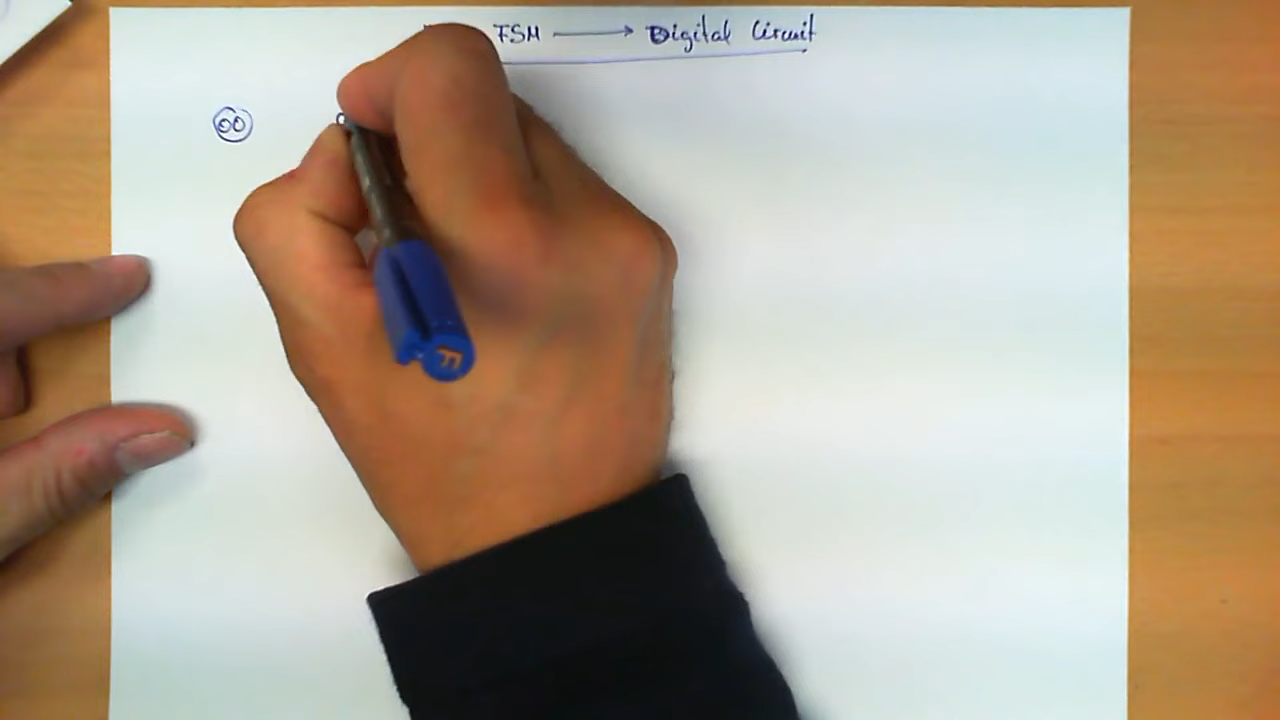 FSM → Digital Circuit
00
F